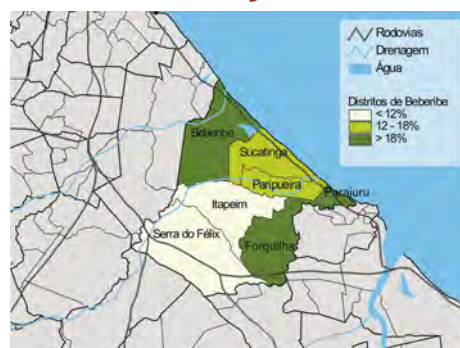 Rodovias
Drenagem
Água
Distritos de Beberibe
< 12%
12 - 18%
> 18%
Beberibe
Sucatinga
Paripueira
Parajuru
Itapeim
Serra do Félix
Forquilha